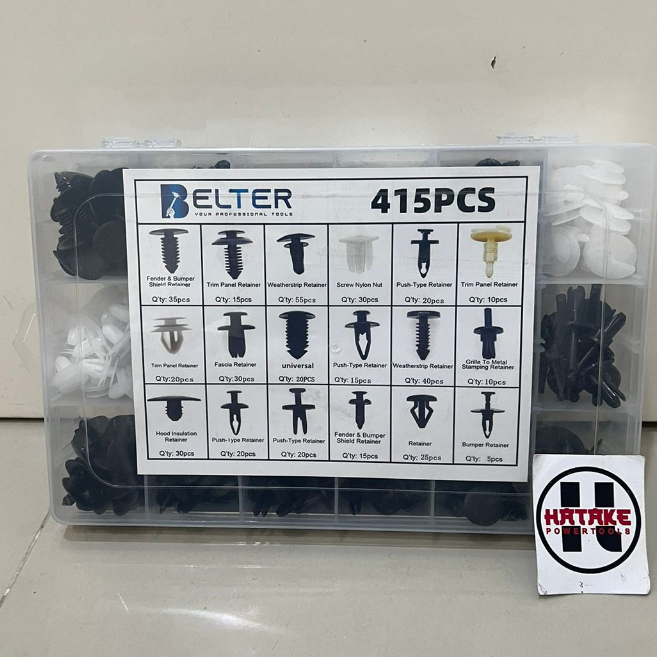 BELTER
YOUR PROFESSIONAL TOOLS
415PCS
Fender & Bumper
Shield Retainer
Q'ty: 35pcs
Trim Panel Retainer
Q'ty: 15pcs
Weatherstrip Retainer
Q'ty: 55pcs
Screw Nylon Nut
Q'ty: 30pcs
Push-Type Retainer
Q'ty: 20pcs
Trim Panel Retainer
Q'ty: 10pcs
Trim Panel Retainer
Q'ty:20pcs
Fascia Retainer
Q'ty:30pcs
universal
Q'ty: 20PCS
Push-Type Retainer
Q'ty: 15pcs
Weatherstrip Retainer
Q'ty: 40pcs
Grille To Metal
Stamping Retainer
Q'ty: 10pcs
Hood Insulation
Retainer
Q'ty: 30pcs
Push-Type Retainer
Q'ty: 20pcs
Push-Type Retainer
Q'ty: 20pcs
Fender & Bumper
Shield Retainer
Q'ty: 15pcs
Retainer
Q'ty: 25pcs
Bumper Retainer
Q'ty: 5pcs
H
HATAKE
POWERTOOLS